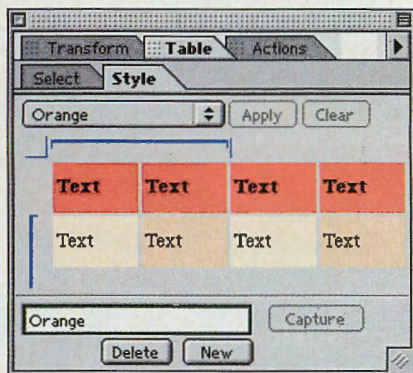 Transform Table Actions
Select Style
Orange Apply Clear
Text Text Text Text
Text Text Text Text
Orange Capture
Delete New